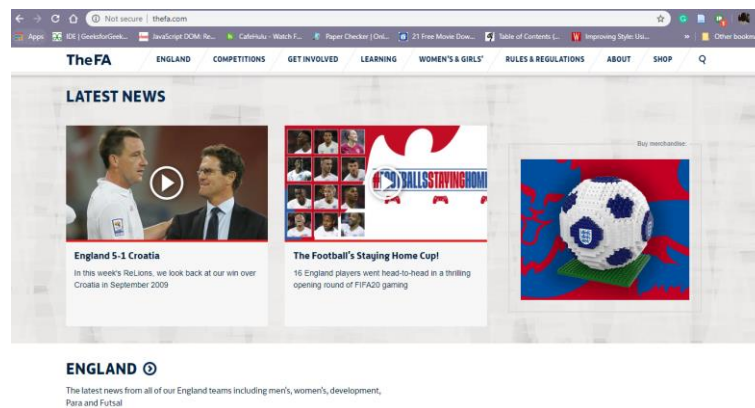 Not secure | thefa.com
Apps IDE | GeeksforGeek... JavaScript DOM: Re... CafeHulu - Watch F... Paper Checker | Onl... 21 Free Movie Dow... Table of Contents (... Improving Style: Usi... » Other bookm
TheFA ENGLAND COMPETITIONS GET INVOLVED LEARNING WOMEN'S & GIRLS' RULES & REGULATIONS ABOUT SHOP
LATEST NEWS
Buy merchandise
#FOOTBALLSSTAYINGHOME
England 5-1 Croatia
In this week's ReLions, we look back at our win over
Croatia in September 2009
The Football's Staying Home Cup!
16 England players went head-to-head in a thrilling
opening round of FIFA20 gaming
ENGLAND
The latest news from all of our England teams including men's, women's, development,
Para and Futsal